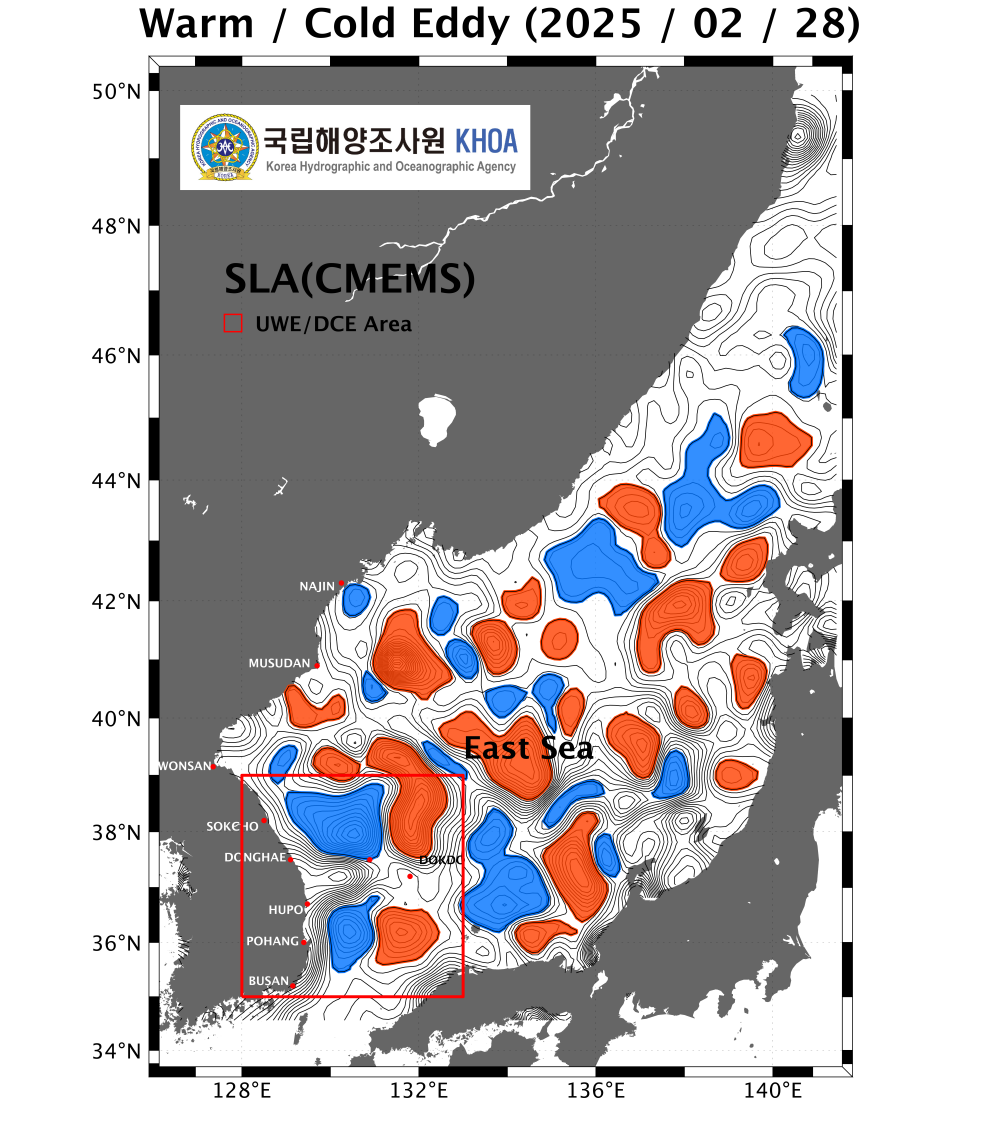 Warm / Cold Eddy (2025 / 02 / 28)
50°N
국립해양조사원 KHOA
Korea Hydrographic and Oceanographic Agency
48°N
SLA(CMEMS)
UWE/DCE Area
46°N
44°N
NAJIN
42°N
MUSUDAN
40°N
East Sea
WONSAN
38°N
SOKCHO
DONGHAE
DOKDO
HUPO
36°N
POHANG
BUSAN
34°N
128°E
132°E
136°E
140°E